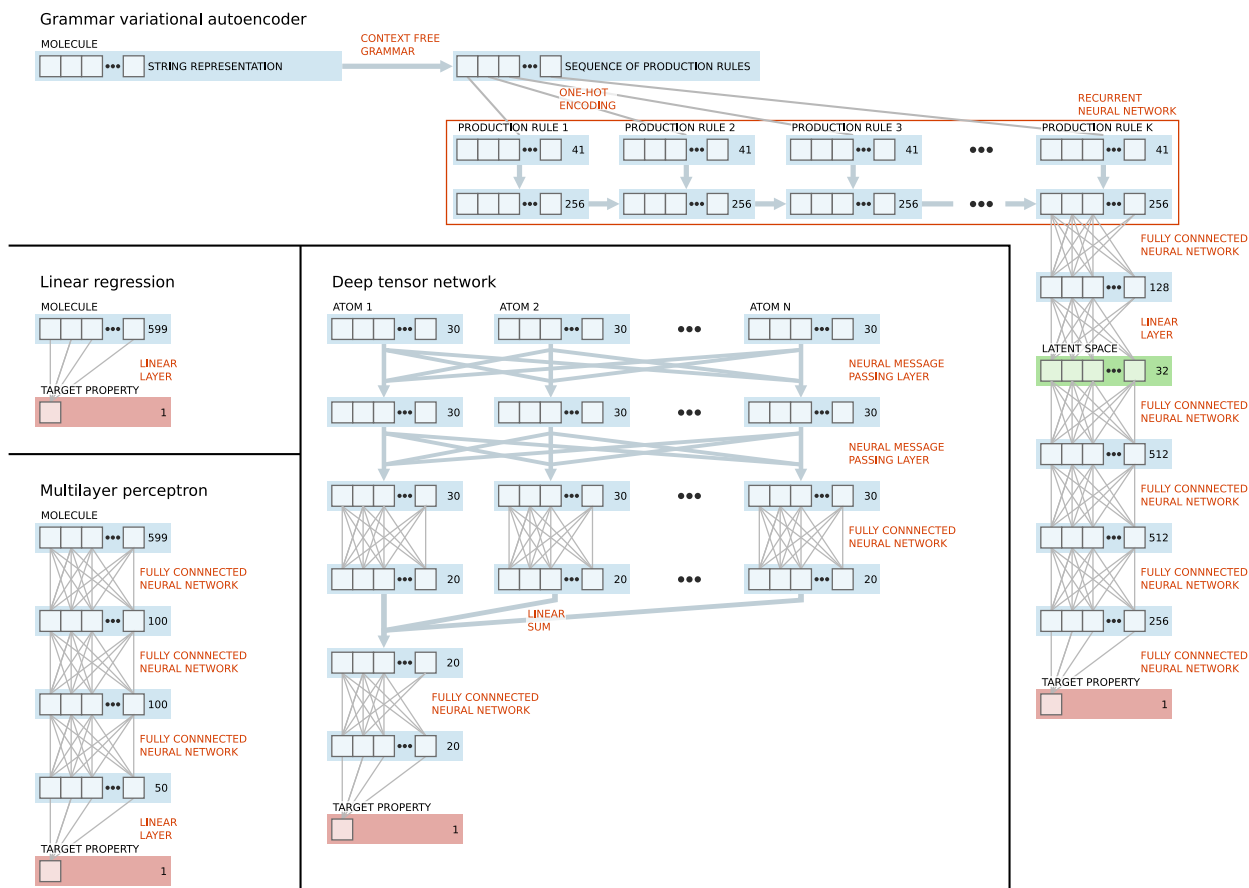 Grammar variational autoencoder
MOLECULE
STRING REPRESENTATION
CONTEXT FREE
GRAMMAR
SEQUENCE OF PRODUCTION RULES
ONE-HOT
ENCODING
RECURRENT
NEURAL NETWORK
PRODUCTION RULE 1
PRODUCTION RULE 2
PRODUCTION RULE 3
PRODUCTION RULE K
41
41
41
41
256
256
256
256
FULLY CONNNECTED
NEURAL NETWORK
128
LINEAR
LAYER
LATENT SPACE
32
FULLY CONNNECTED
NEURAL NETWORK
512
FULLY CONNNECTED
NEURAL NETWORK
512
FULLY CONNNECTED
NEURAL NETWORK
256
FULLY CONNNECTED
NEURAL NETWORK
TARGET PROPERTY
1
Linear regression
MOLECULE
599
LINEAR
LAYER
TARGET PROPERTY
1
Multilayer perceptron
MOLECULE
599
FULLY CONNNECTED
NEURAL NETWORK
100
FULLY CONNNECTED
NEURAL NETWORK
100
FULLY CONNNECTED
NEURAL NETWORK
50
LINEAR
LAYER
TARGET PROPERTY
1
Deep tensor network
ATOM 1
ATOM 2
ATOM N
30
30
30
NEURAL MESSAGE
PASSING LAYER
30
30
30
NEURAL MESSAGE
PASSING LAYER
30
30
30
FULLY CONNNECTED
NEURAL NETWORK
20
20
20
LINEAR
SUM
20
FULLY CONNNECTED
NEURAL NETWORK
20
TARGET PROPERTY
1